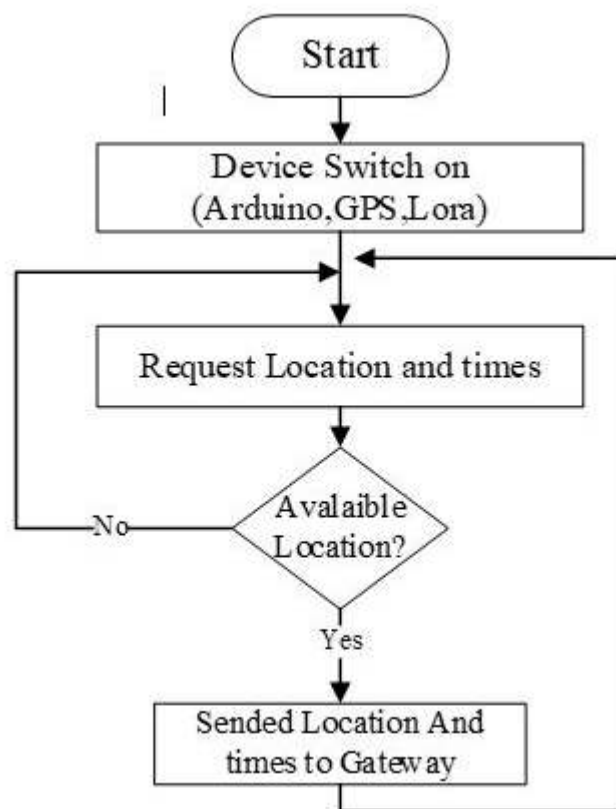 Start
Device Switch on
(Arduino,GPS,Lora)
Request Location and times
Avalaible
Location?
No
Yes
Sended Location And
times to Gateway